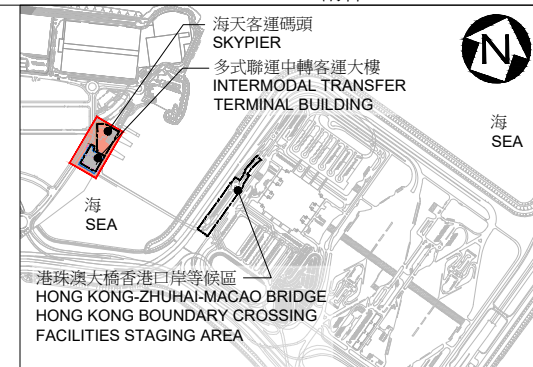 海天客運碼頭
SKYPIER
多式聯運中轉客運大樓
INTERMODAL TRANSFER
TERMINAL BUILDING
N
海
SEA
海
SEA
港珠澳大橋香港口岸等候區
HONG KONG-ZHUHAI-MACAO BRIDGE
HONG KONG BOUNDARY CROSSING
FACILITIES STAGING AREA